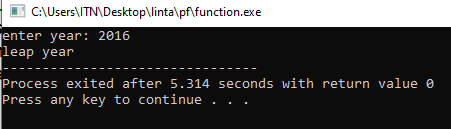 C:\Users\ITN\Desktop\linta\pf\function.exe
enter year: 2016
leap year
--------------------------------
Process exited after 5.314 seconds with return value 0
Press any key to continue . . .